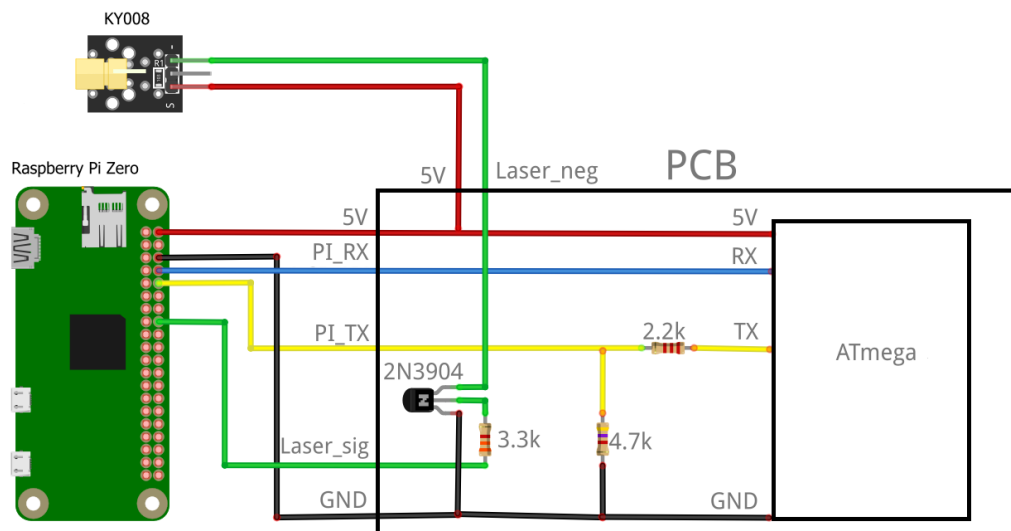 KY008
R1
-
S
Raspberry Pi Zero
PCB
5V
Laser_neg
5V
5V
PI_RX
RX
PI_TX
2.2k
TX
ATmega
2N3904
N
3.3k
4.7k
Laser_sig
GND
GND